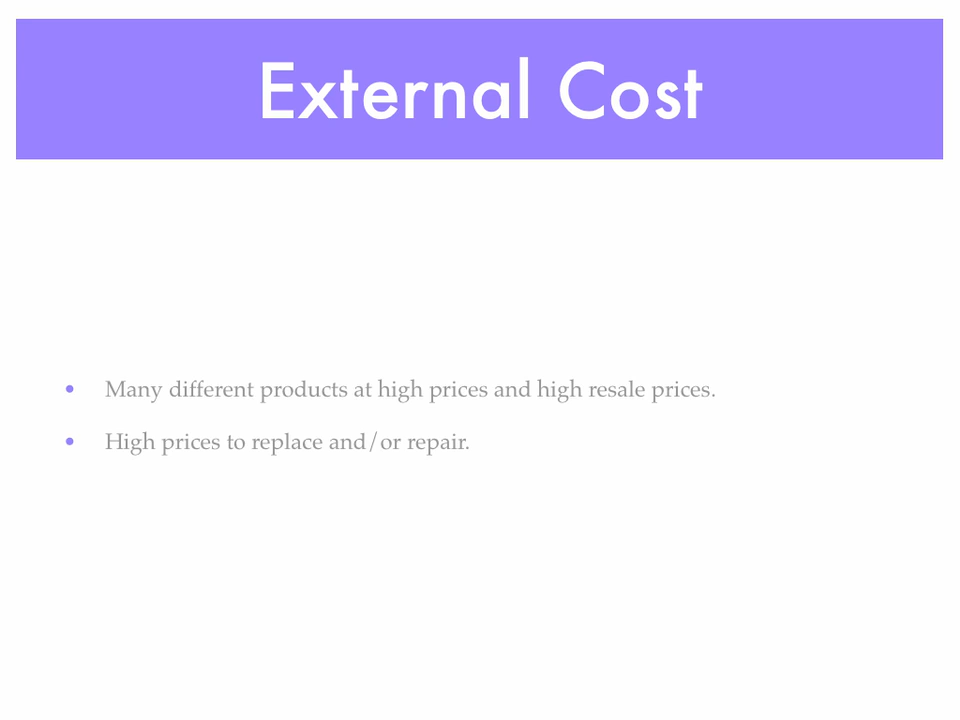 External Cost
• Many different products at high prices and high resale prices.
• High prices to replace and/or repair.